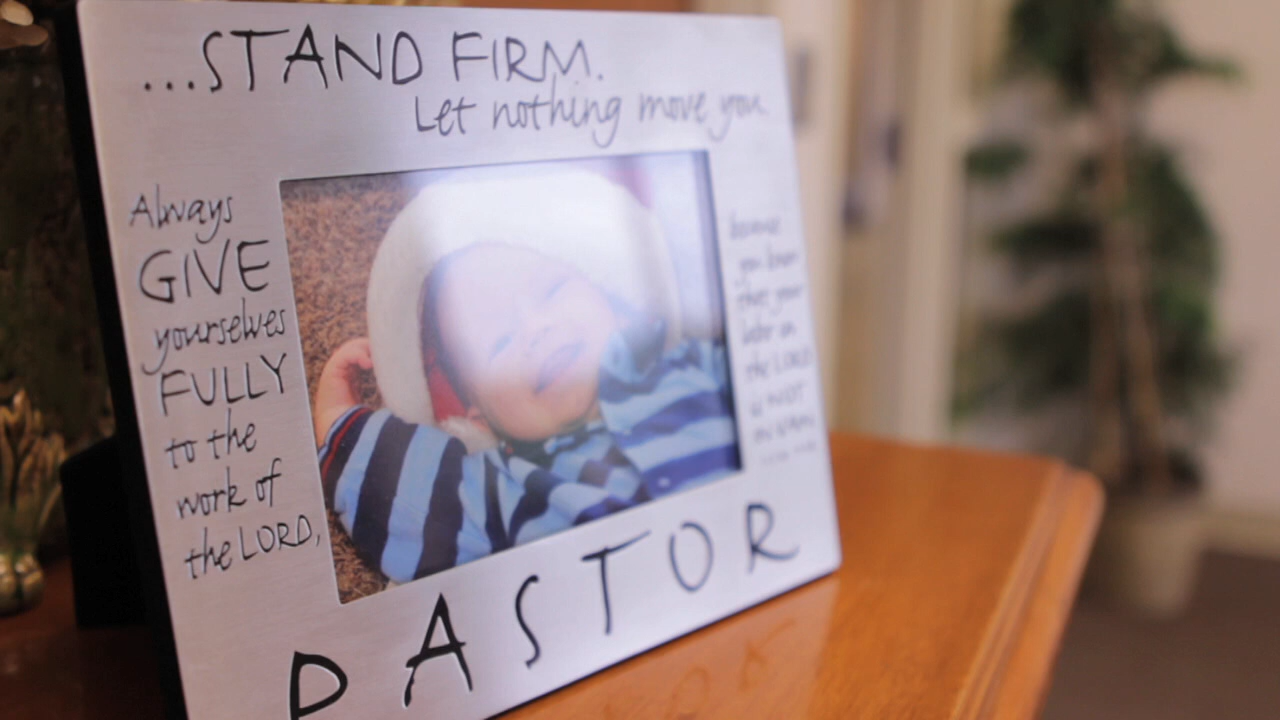 ...STAND FIRM.
Let nothing move you.
Always
GIVE
yourselves
FULLY
to the
work of
the LORD,
because
you know
that your
labor in
the LORD
is NOT
in vain.
PASTOR